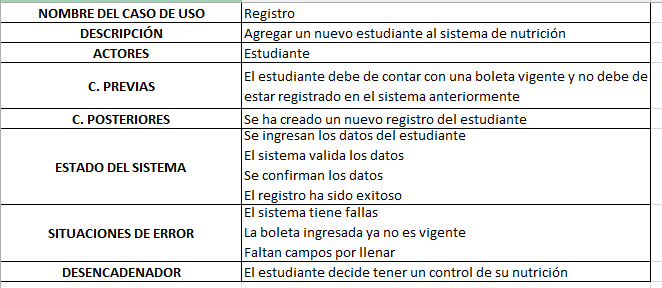 NOMBRE DEL CASO DE USO Registro
DESCRIPCIÓN Agregar un nuevo estudiante al sistema de nutrición
ACTORES Estudiante
C. PREVIAS El estudiante debe de contar con una boleta vigente y no debe de
estar registrado en el sistema anteriormente
C. POSTERIORES Se ha creado un nuevo registro del estudiante
ESTADO DEL SISTEMA
Se ingresan los datos del estudiante
El sistema valida los datos
Se confirman los datos
El registro ha sido exitoso
SITUACIONES DE ERROR
El sistema tiene fallas
La boleta ingresada ya no es vigente
Faltan campos por llenar
DESENCADENADOR El estudiante decide tener un control de su nutrición